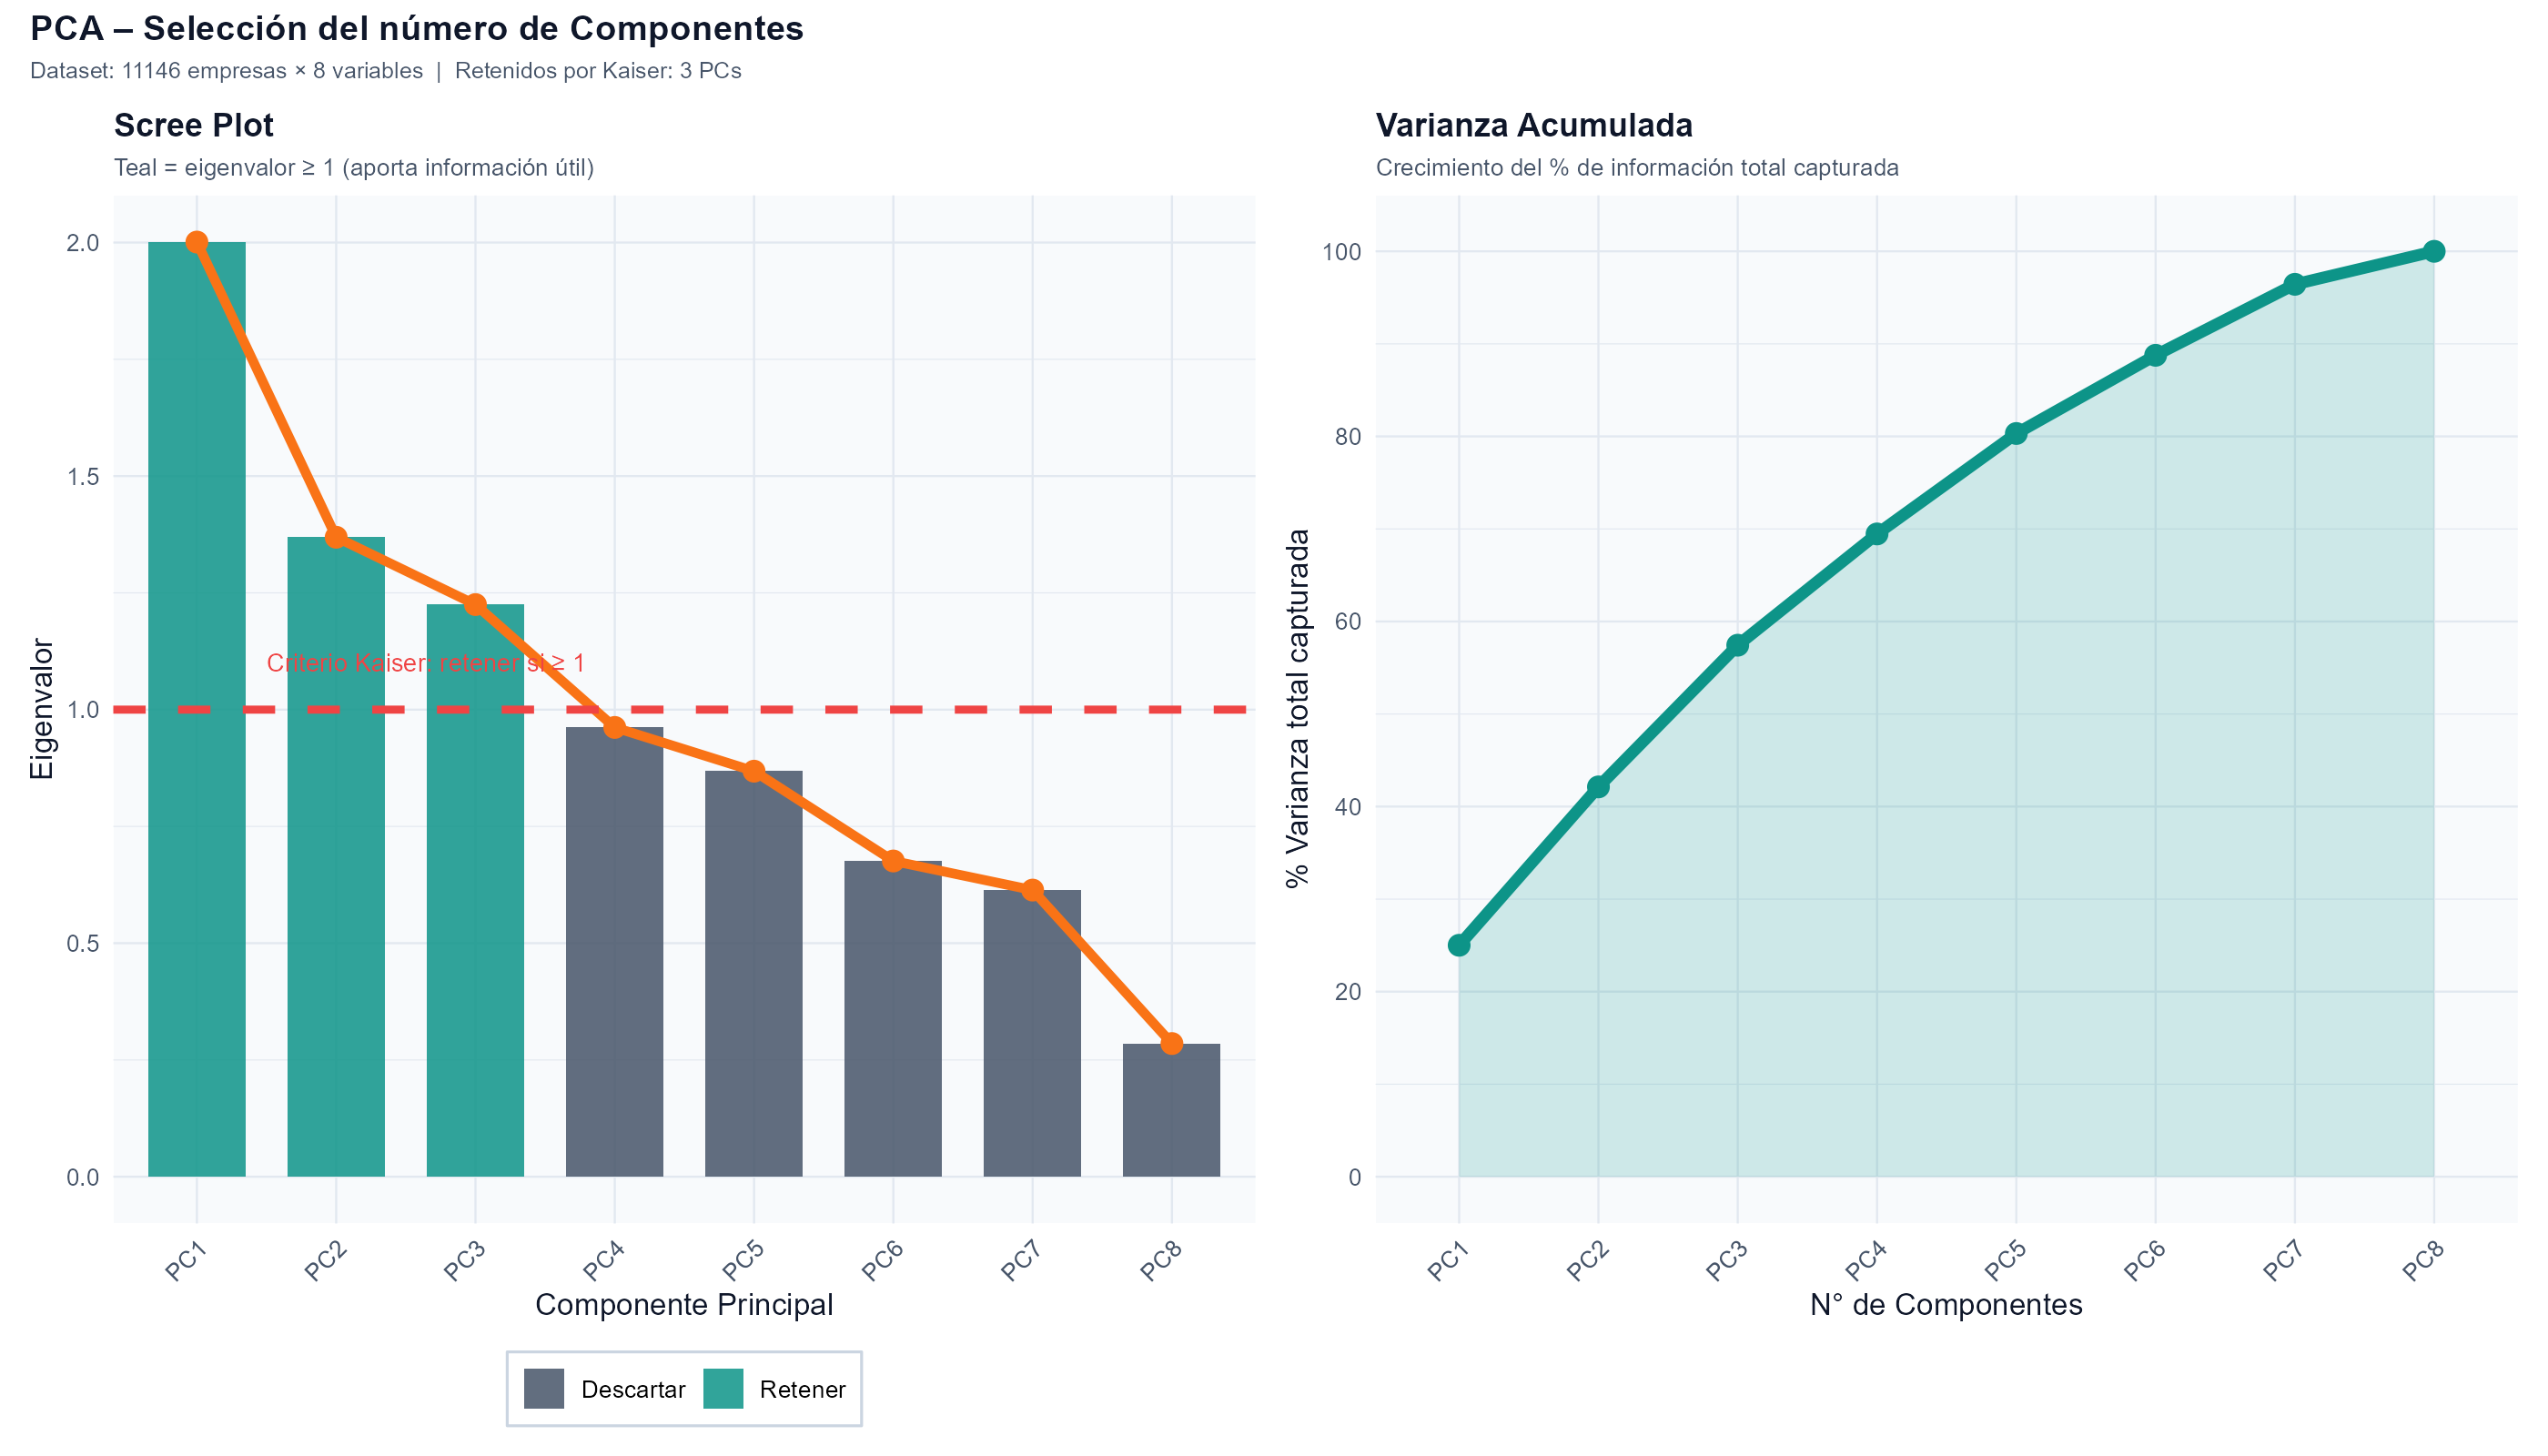 PCA – Selección del número de Componentes
Dataset: 11146 empresas × 8 variables | Retenidos por Kaiser: 3 PCs
Scree Plot
Teal = eigenvalor ≥ 1 (aporta información útil)
Eigenvalor
2.0
1.5
1.0
0.5
0.0
Criterio Kaiser: retener si ≥ 1
PC1
PC2
PC3
PC4
PC5
PC6
PC7
PC8
Componente Principal
Descartar
Retener
Varianza Acumulada
Crecimiento del % de información total capturada
% Varianza total capturada
100
80
60
40
20
0
PC1
PC2
PC3
PC4
PC5
PC6
PC7
PC8
N° de Componentes